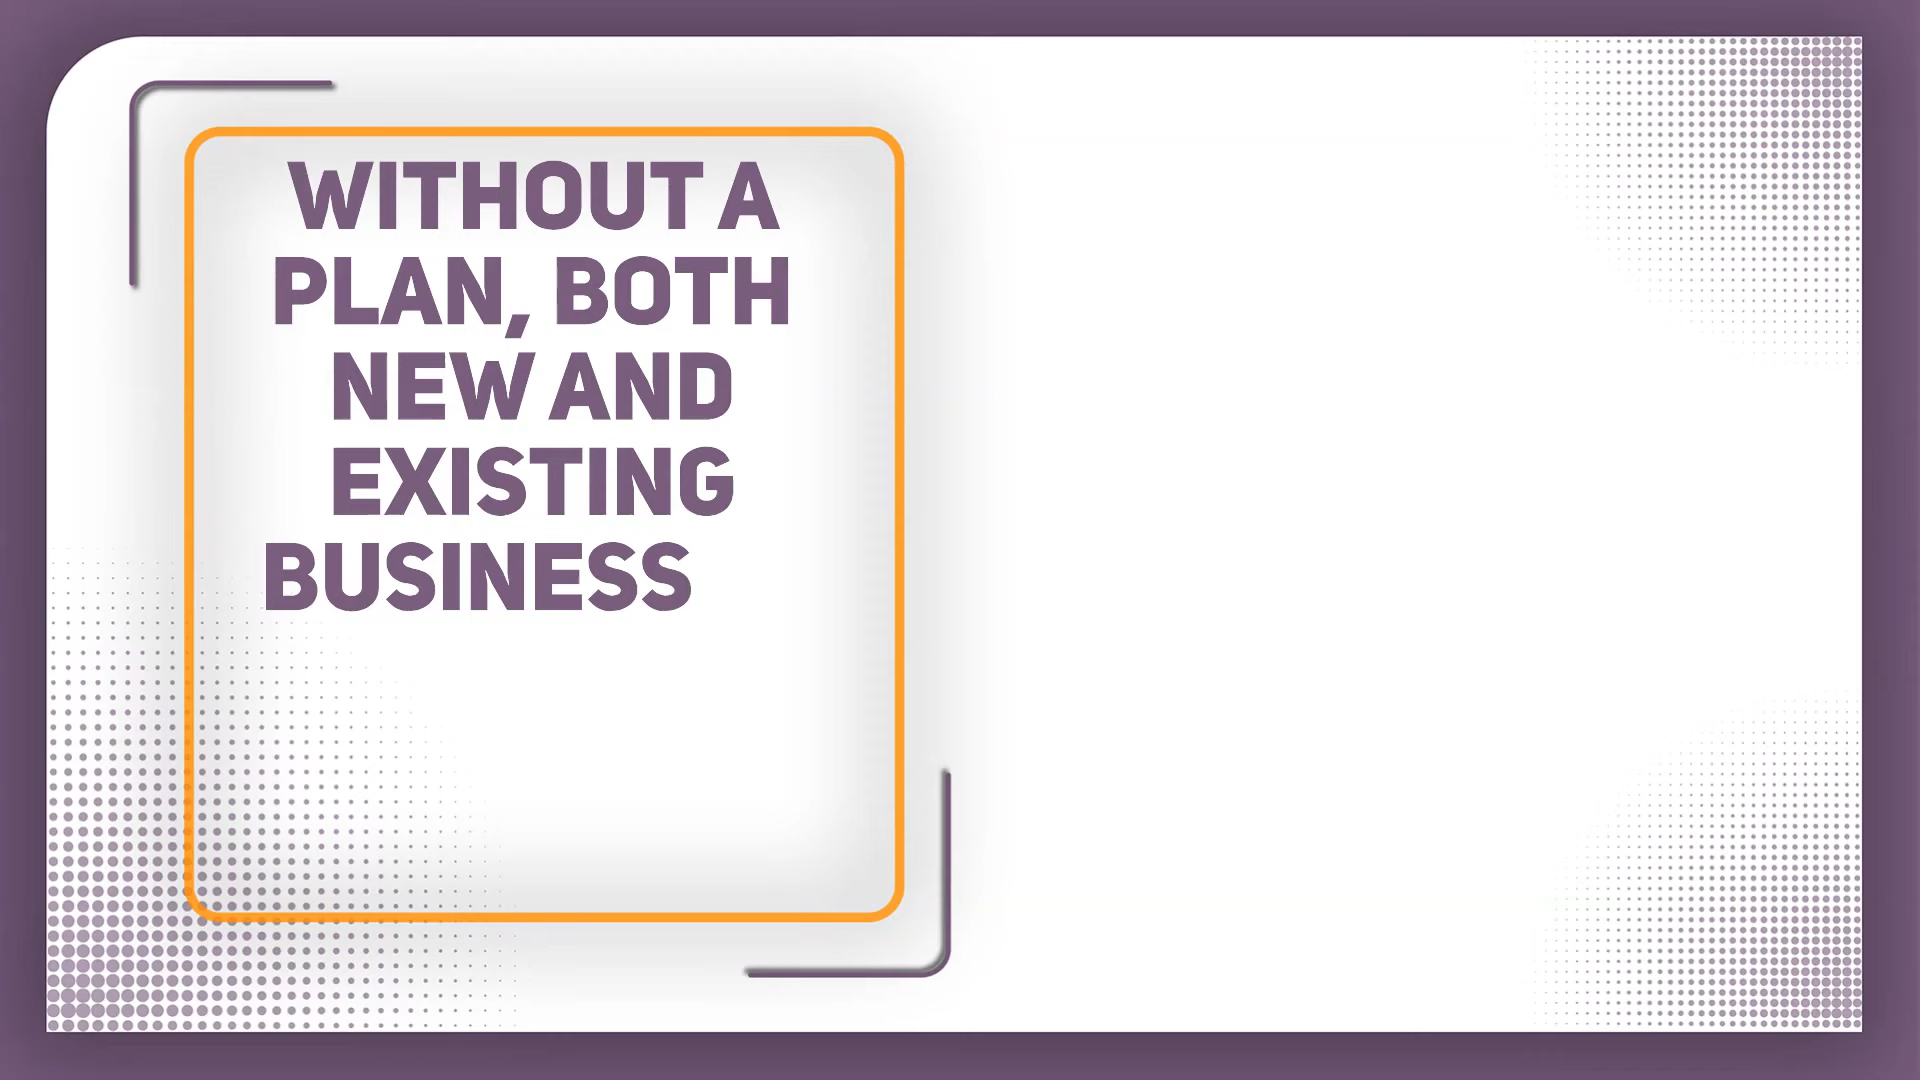 WITHOUT A
PLAN, BOTH
NEW AND
EXISTING
BUSINESS